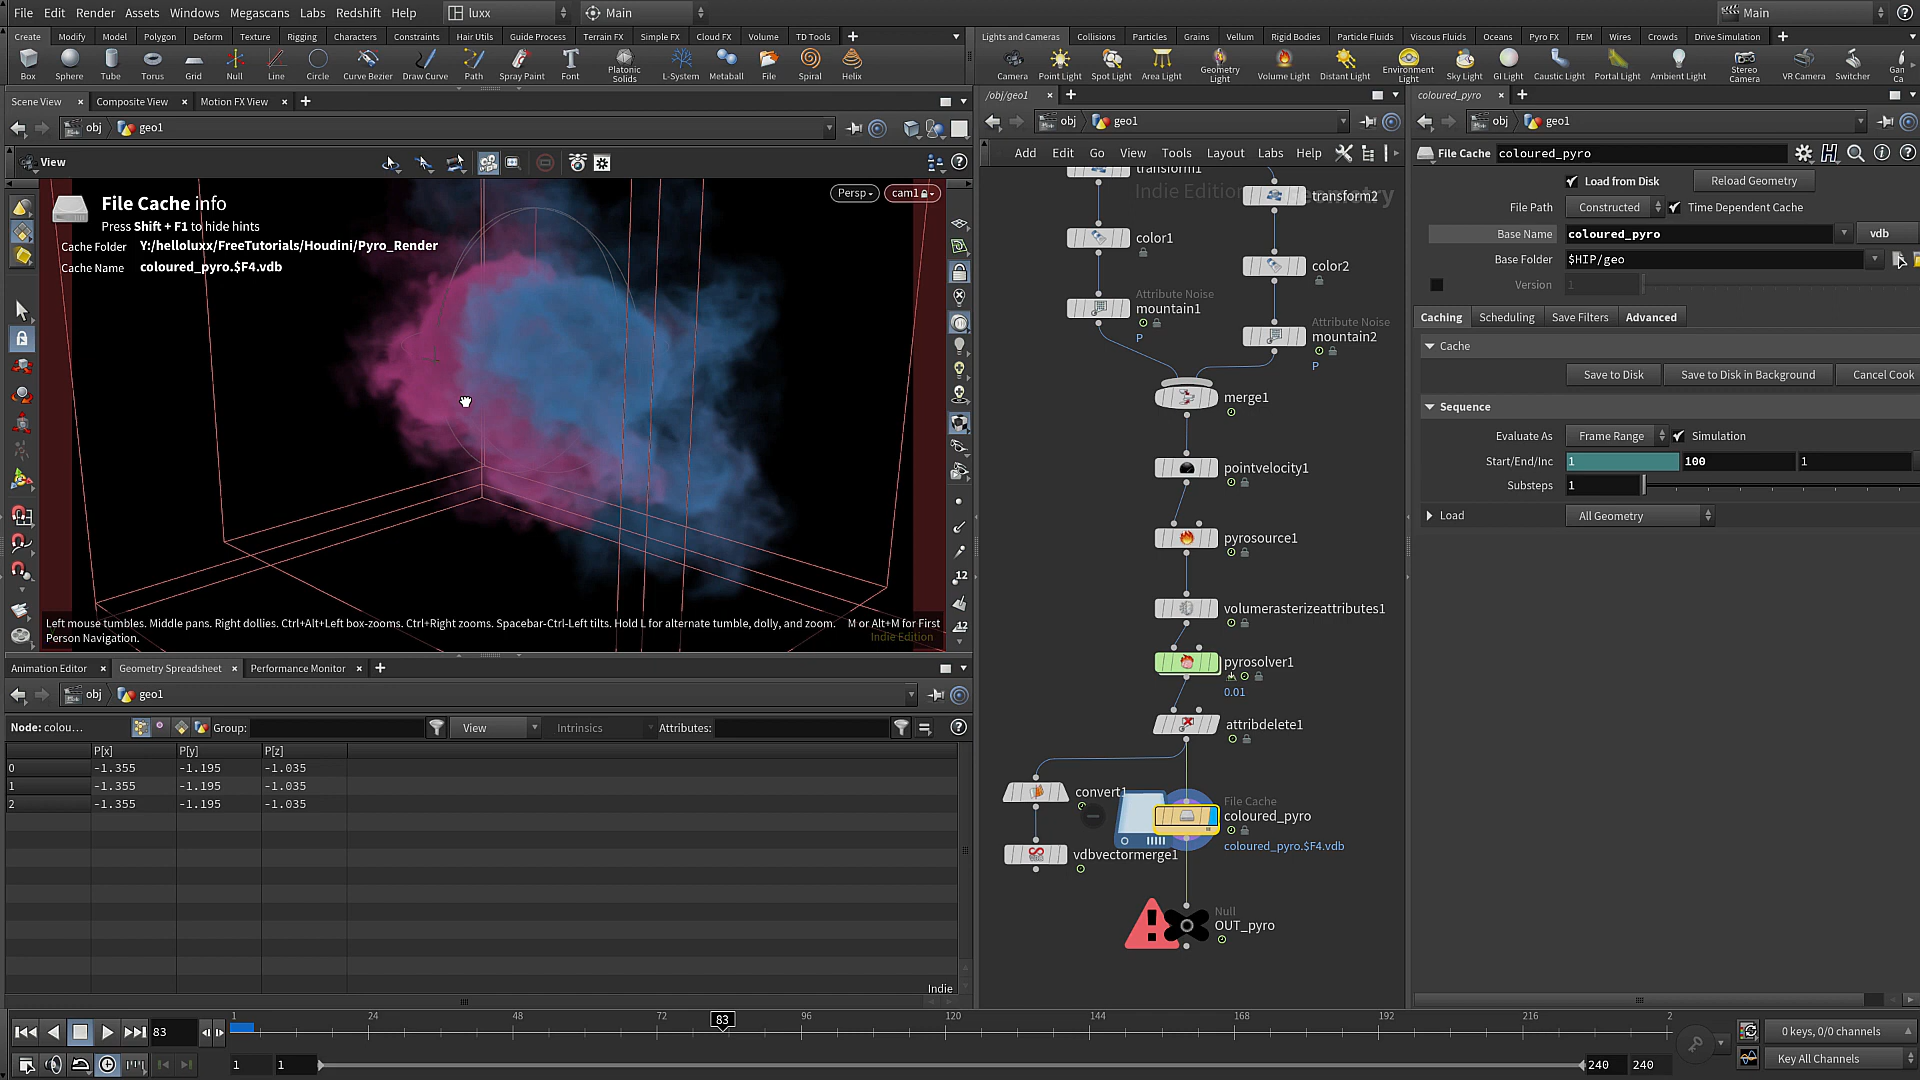 File Edit Render Assets Windows Megascans Labs Redshift Help luxx Main Main
Create Modify Model Polygon Deform Texture Rigging Characters Constraints Hair Utils Guide Process Terrain FX Simple FX Cloud FX Volume TD Tools
Box Sphere Tube Torus Grid Null Line Circle Curve Bezier Draw Curve Path Spray Paint Font Platonic Solids L-System Metaball File Spiral Helix
Lights and Cameras Collisions Particles Grains Vellum Rigid Bodies Particle Fluids Viscous Fluids Oceans Pyro FX FEM Wires Crowds Drive Simulation
Camera Point Light Spot Light Area Light Geometry Light Volume Light Distant Light Environment Light Sky Light GI Light Caustic Light Portal Light Ambient Light Stereo Camera VR Camera Switcher Gan Ca
Scene View Composite View Motion FX View
obj geo1
View
Persp cam1
File Cache info
Press Shift + F1 to hide hints
Cache Folder Y:/helloluxx/FreeTutorials/Houdini/Pyro_Render
Cache Name coloured_pyro.$F4.vdb
Left mouse tumbles. Middle pans. Right dollies. Ctrl+Alt+Left box-zooms. Ctrl+Right zooms. Spacebar-Ctrl-Left tilts. Hold L for alternate tumble, dolly, and zoom. M or Alt+M for First
Person Navigation.
Indie Edition
12
12
Animation Editor Geometry Spreadsheet Performance Monitor
obj geo1
Node: colou... Group: View Intrinsics Attributes:
P[x] P[y] P[z]
0 -1.355 -1.195 -1.035
1 -1.355 -1.195 -1.035
2 -1.355 -1.195 -1.035
Indie
/obj/geo1
obj geo1
Add Edit Go View Tools Layout Labs Help
Indie Edition
transform1
transform2
color1
color2
Attribute Noise
mountain1
P
Attribute Noise
mountain2
P
merge1
pointvelocity1
pyrosource1
volumerasterizeattributes1
pyrosolver1
0.01
attribdelete1
convert1
File Cache
coloured_pyro
coloured_pyro.$F4.vdb
vdbvectormerge1
Null
OUT_pyro
coloured_pyro
obj geo1
File Cache coloured_pyro
Load from Disk Reload Geometry
File Path Constructed Time Dependent Cache
Base Name coloured_pyro vdb
Base Folder $HIP/geo
Version 1
Caching Scheduling Save Filters Advanced
Cache
Save to Disk Save to Disk in Background Cancel Cook
Sequence
Evaluate As Frame Range Simulation
Start/End/Inc 1 100 1
Substeps 1
Load All Geometry
83
1 24 48 72 83 96 120 144 168 192 216 2
0 keys, 0/0 channels
1 1 240 240
Key All Channels